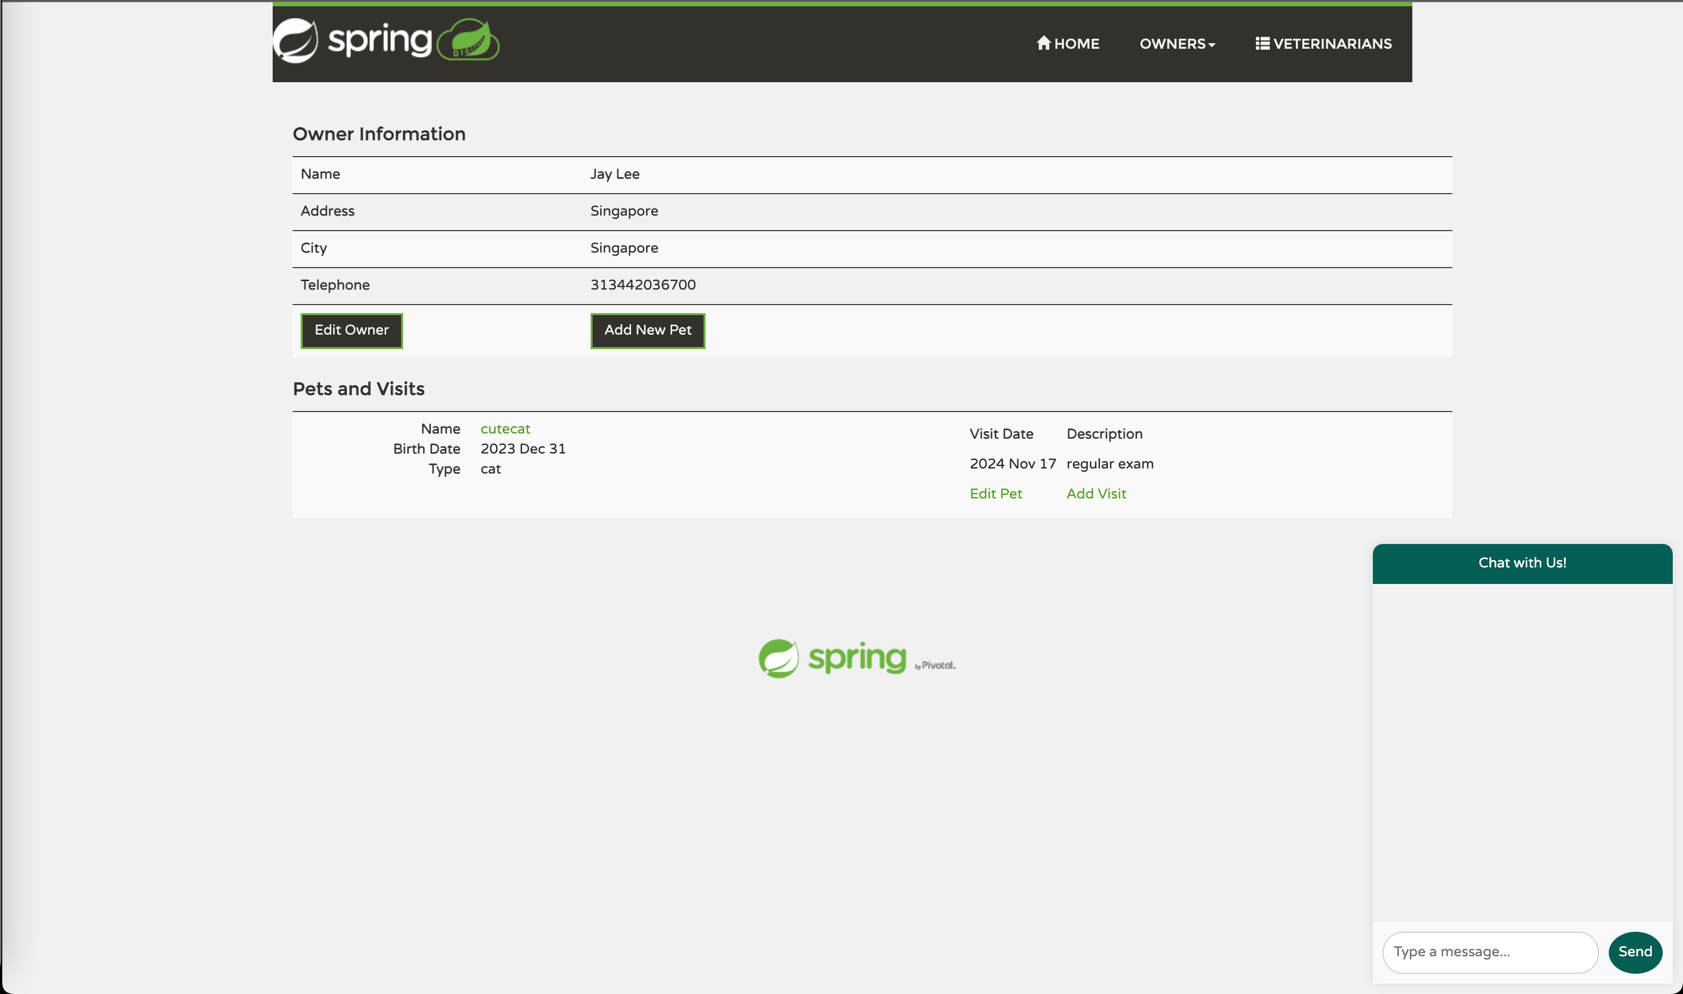 spring
HOME OWNERS VETERINARIANS
Owner Information
Name Jay Lee
Address Singapore
City Singapore
Telephone 313442036700
Edit Owner Add New Pet
Pets and Visits
Name cutecat
Birth Date 2023 Dec 31
Type cat
Visit Date Description
2024 Nov 17 regular exam
Edit Pet Add Visit
Chat with Us!
spring by Pivotal.
Type a message... Send